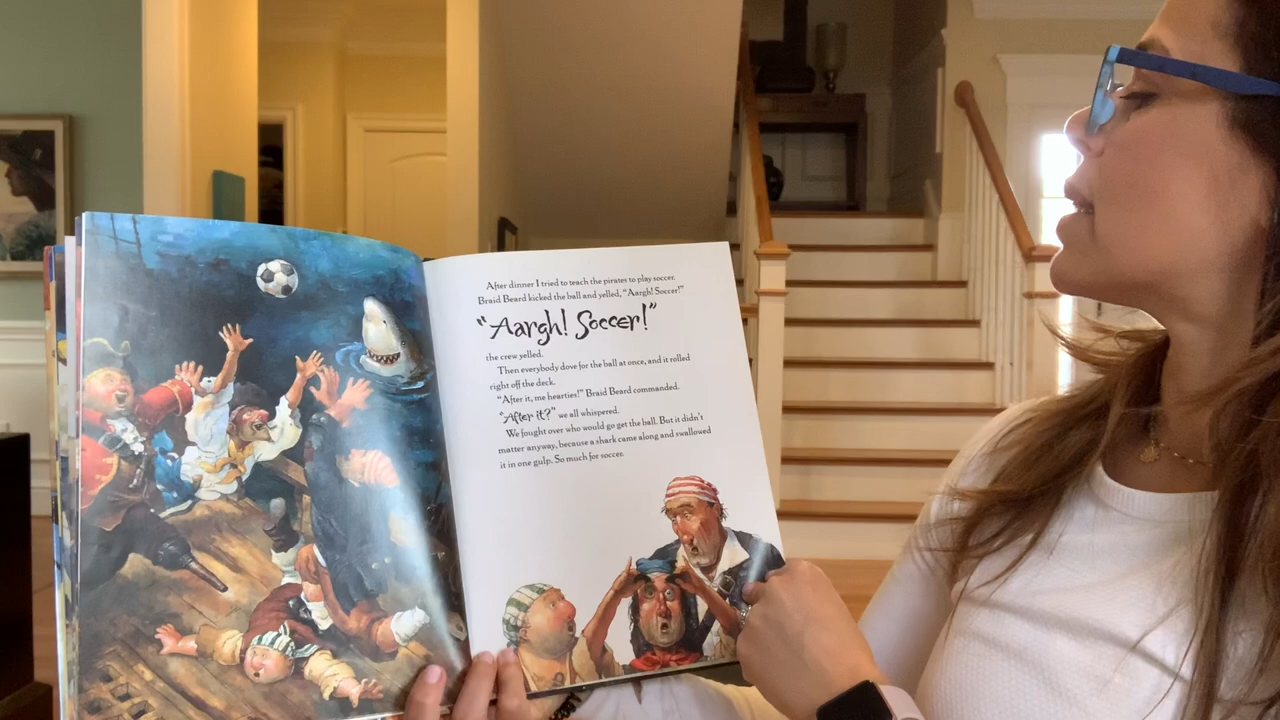 After dinner I tried to teach the pirates to play soccer.
Braid Beard kicked the ball and yelled, "Aargh! Soccer!"
"Aargh! Soccer!"
the crew yelled.
Then everybody dove for the ball at once, and it rolled
right off the deck.
"After it, me hearties!" Braid Beard commanded.
"After it?" we all whispered.
We fought over who would go get the ball. But it didn't
matter anyway, because a shark came along and swallowed
it in one gulp. So much for soccer.